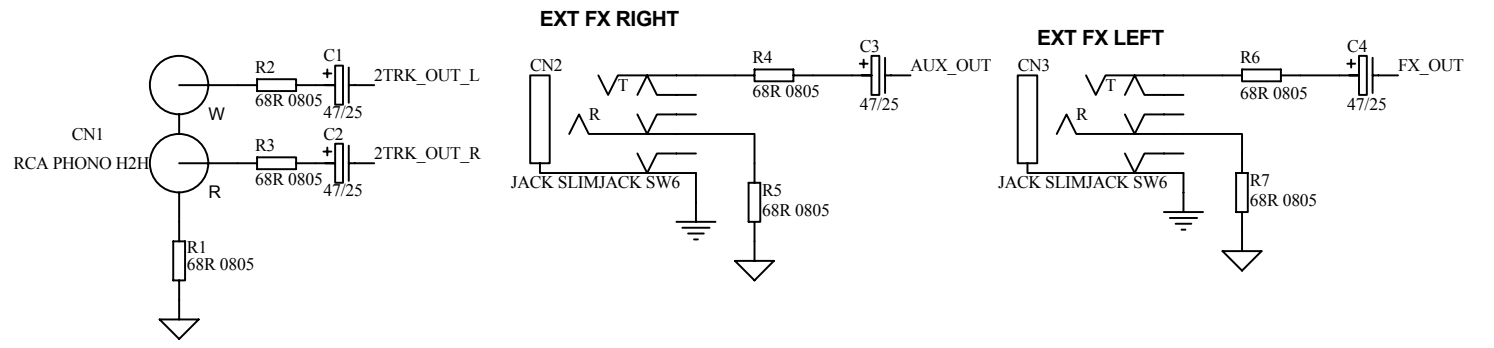 EXT FX RIGHT
EXT FX LEFT
R2
68R 0805
C1
+
47/25
2TRK_OUT_L
W
CN1
RCA PHONO H2H
R3
68R 0805
C2
+
47/25
2TRK_OUT_R
R
R1
68R 0805
CN2
T
R
R4
68R 0805
C3
+
47/25
AUX_OUT
JACK SLIMJACK SW6
R5
68R 0805
CN3
T
R
R6
68R 0805
C4
+
47/25
FX_OUT
JACK SLIMJACK SW6
R7
68R 0805